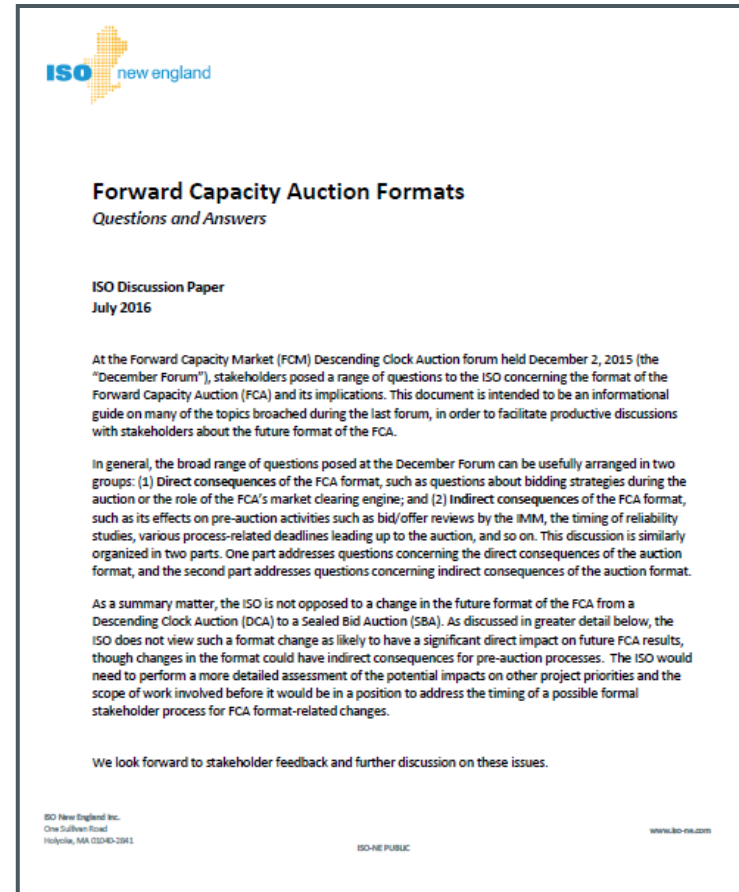 ISO new england
Forward Capacity Auction Formats
Questions and Answers
ISO Discussion Paper
July 2016
At the Forward Capacity Market (FCM) Descending Clock Auction forum held December 2, 2015 (the
“December Forum”), stakeholders posed a range of questions to the ISO concerning the format of the
Forward Capacity Auction (FCA) and its implications. This document is intended to be an informational
guide on many of the topics broached during the last forum, in order to facilitate productive discussions
with stakeholders about the future format of the FCA.
In general, the broad range of questions posed at the December Forum can be usefully arranged in two
groups: (1) Direct consequences of the FCA format, such as questions about bidding strategies during the
auction or the role of the FCA’s market clearing engine; and (2) Indirect consequences of the FCA format,
such as its effects on pre-auction activities such as bid/offer reviews by the IMM, the timing of reliability
studies, various process-related deadlines leading up to the auction, and so on. This discussion is similarly
organized in two parts. One part addresses questions concerning the direct consequences of the auction
format, and the second part addresses questions concerning indirect consequences of the auction format.
As a summary matter, the ISO is not opposed to a change in the future format of the FCA from a
Descending Clock Auction (DCA) to a Sealed Bid Auction (SBA). As discussed in greater detail below, the
ISO does not view such a format change as likely to have a significant direct impact on future FCA results,
though changes in the format could have indirect consequences for pre-auction processes. The ISO would
need to perform a more detailed assessment of the potential impacts on other project priorities and the
scope of work involved before it would be in a position to address the timing of a possible formal
stakeholder process for FCA format-related changes.
We look forward to stakeholder feedback and further discussion on these issues.
ISO New England Inc.
One Sullivan Road
Holyoke, MA 01040-2841
www.iso-ne.com
ISO-NE PUBLIC